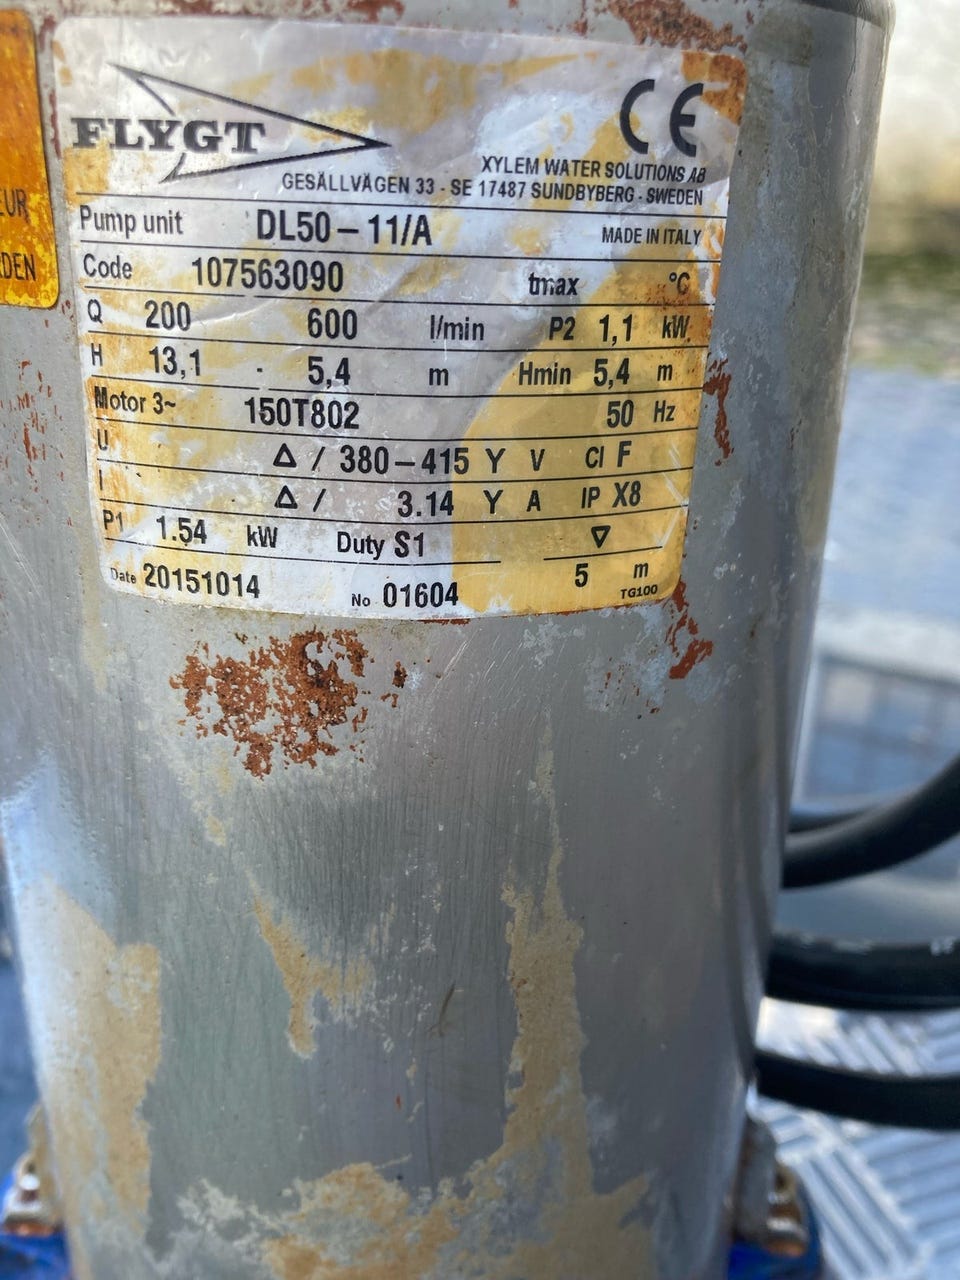 FLYGT
CE
XYLEM WATER SOLUTIONS AB
GESÄLLVÄGEN 33 - SE 17487 SUNDBYBERG - SWEDEN
Pump unit DL50-11/A MADE IN ITALY
Code 107563090 tmax °C
Q 200 600 l/min P2 1,1 kW
H 13,1 - 5,4 m Hmin 5,4 m
Motor 3~ 150T802 50 Hz
U Δ / 380-415 Y V Cl F
I Δ / 3.14 Y A IP X8
P1 1.54 kW Duty S1 ∇
Date 20151014 No 01604 5 m
TG100